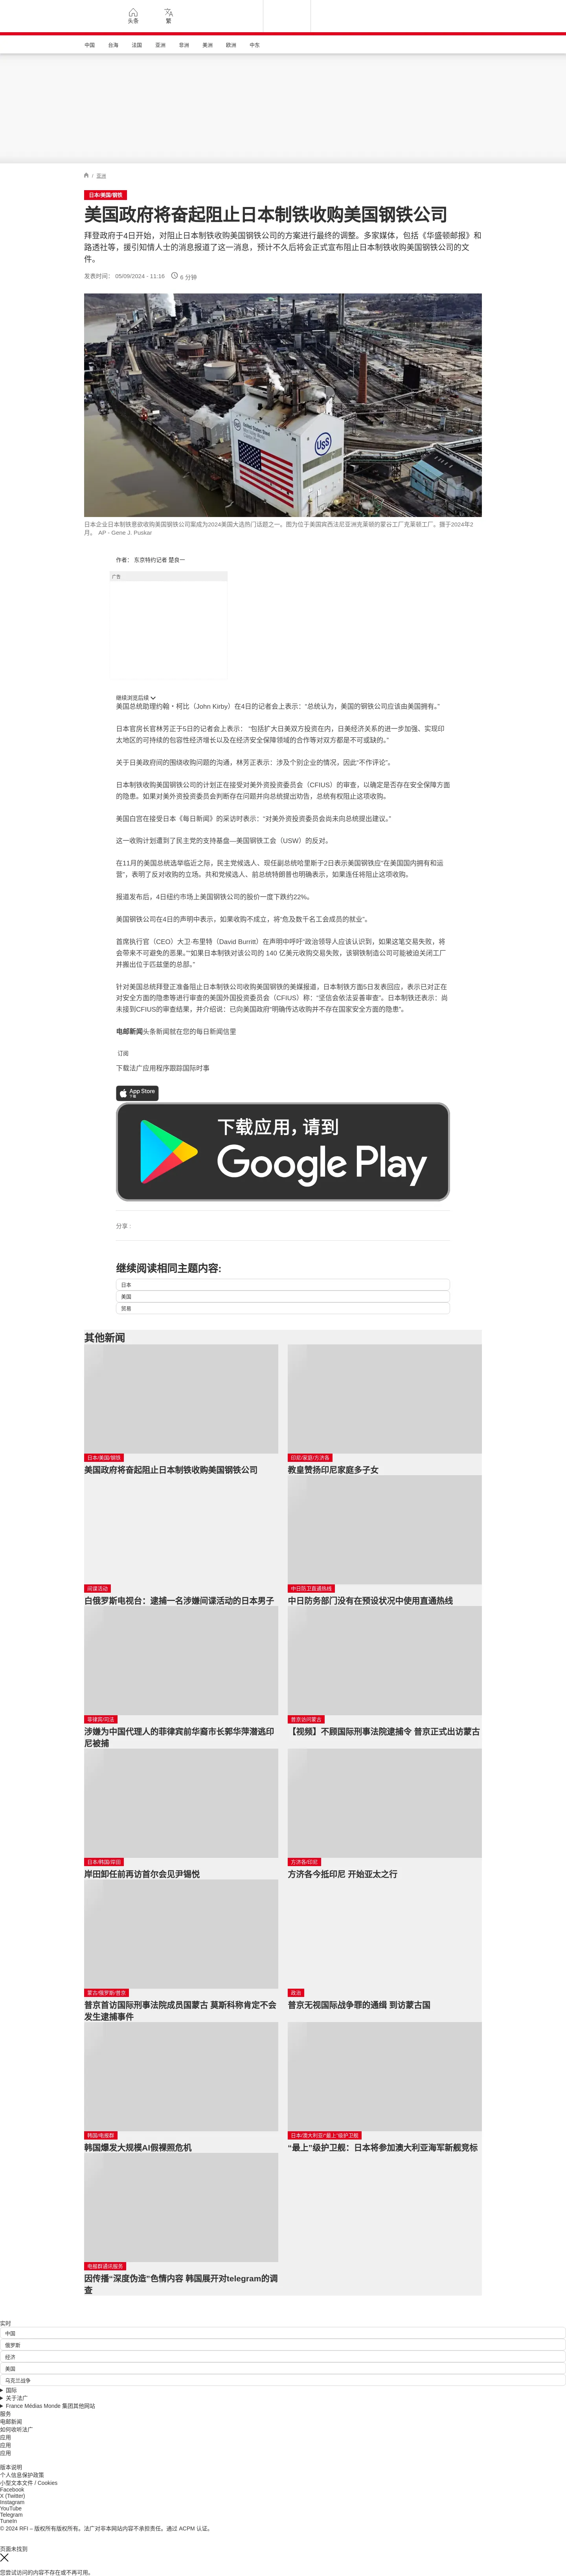 头条
繁
中国
台海
法国
亚洲
非洲
美洲
欧洲
中东
/ 亚洲
日本/美国/钢铁
美国政府将奋起阻止日本制铁收购美国钢铁公司
拜登政府于4日开始，对阻止日本制铁收购美国钢铁公司的方案进行最终的调整。多家媒体，包括《华盛顿邮报》和
路透社等，援引知情人士的消息报道了这一消息，预计不久后将会正式宣布阻止日本制铁收购美国钢铁公司的文
件。
发表时间： 05/09/2024 - 11:16 6 分钟
USS
United States Steel
日本企业日本制铁意欲收购美国钢铁公司案成为2024美国大选热门话题之一。图为位于美国宾西法尼亚洲克莱顿的蒙谷工厂克莱顿工厂。摄于2024年2
月。 AP - Gene J. Puskar
作者： 东京特约记者 楚良一
广告
继续浏览后续
美国总统助理约翰・柯比（John Kirby）在4日的记者会上表示：“总统认为，美国的钢铁公司应该由美国拥有。”
日本官房长官林芳正于5日的记者会上表示： “包括扩大日美双方投资在内，日美经济关系的进一步加强、实现印
太地区的可持续的包容性经济增长以及在经济安全保障领域的合作等对双方都是不可或缺的。”
关于日美政府间的围绕收购问题的沟通，林芳正表示：涉及个别企业的情况，因此“不作评论”。
日本制铁收购美国钢铁公司的计划正在接受对美外资投资委员会（CFIUS）的审查，以确定是否存在安全保障方面
的隐患。如果对美外资投资委员会判断存在问题并向总统提出劝告，总统有权阻止这项收购。
美国白宫在接受日本《每日新闻》的采访时表示：“对美外资投资委员会尚未向总统提出建议。”
这一收购计划遭到了民主党的支持基盘—美国钢铁工会（USW）的反对。
在11月的美国总统选举临近之际，民主党候选人、现任副总统哈里斯于2日表示美国钢铁应“在美国国内拥有和运
营”，表明了反对收购的立场。共和党候选人、前总统特朗普也明确表示，如果连任将阻止这项收购。
报道发布后，4日纽约市场上美国钢铁公司的股价一度下跌约22%。
美国钢铁公司在4日的声明中表示，如果收购不成立，将“危及数千名工会成员的就业”。
首席执行官（CEO）大卫·布里特（David Burritt）在声明中呼吁“政治领导人应该认识到，如果这笔交易失败，将
会带来不可避免的恶果。”“如果日本制铁对该公司的 140 亿美元收购交易失败，该钢铁制造公司可能被迫关闭工厂
并搬出位于匹兹堡的总部。”
针对美国总统拜登正准备阻止日本制铁公司收购美国钢铁的美媒报道，日本制铁方面5日发表回应，表示已对正在
对安全方面的隐患等进行审查的美国外国投资委员会（CFIUS）称：“坚信会依法妥善审查”。日本制铁还表示：尚
未接到CFIUS的审查结果，并介绍说：已向美国政府“明确传达收购并不存在国家安全方面的隐患”。
电邮新闻头条新闻就在您的每日新闻信里
订阅
下载法广应用程序跟踪国际时事
App Store
下载
下载应用，请到
Google Play
分享 :
继续阅读相同主题内容:
日本
美国
贸易
其他新闻
日本/美国/钢铁
美国政府将奋起阻止日本制铁收购美国钢铁公司
印尼/家庭/方济各
教皇赞扬印尼家庭多子女
间谍活动
白俄罗斯电视台：逮捕一名涉嫌间谍活动的日本男子
中日防卫直通热线
中日防务部门没有在预设状况中使用直通热线
菲律宾/司法
涉嫌为中国代理人的菲律宾前华裔市长郭华萍潜逃印
尼被捕
普京访问蒙古
【视频】不顾国际刑事法院逮捕令 普京正式出访蒙古
日本/韩国/岸田
岸田卸任前再访首尔会见尹锡悦
方济各/印尼
方济各今抵印尼 开始亚太之行
蒙古/俄罗斯/普京
普京首访国际刑事法院成员国蒙古 莫斯科称肯定不会
发生逮捕事件
政治
普京无视国际战争罪的通缉 到访蒙古国
韩国/电报群
韩国爆发大规模AI假裸照危机
日本/澳大利亚/“最上”级护卫舰
“最上”级护卫舰：日本将参加澳大利亚海军新舰竞标
电报群通讯服务
因传播“深度伪造”色情内容 韩国展开对telegram的调
查
实时
中国
俄罗斯
经济
美国
乌克兰战争
国际
关于法广
France Médias Monde 集团其他网站
服务
电邮新闻
如何收听法广
应用
应用
应用
版本说明
个人信息保护政策
小型文本文件 / Cookies
Facebook
X (Twitter)
Instagram
YouTube
Telegram
TuneIn
© 2024 RFI – 版权所有版权所有。法广对非本网站内容不承担责任。通过 ACPM 认证。
页面未找到
您尝试访问的内容不存在或不再可用。